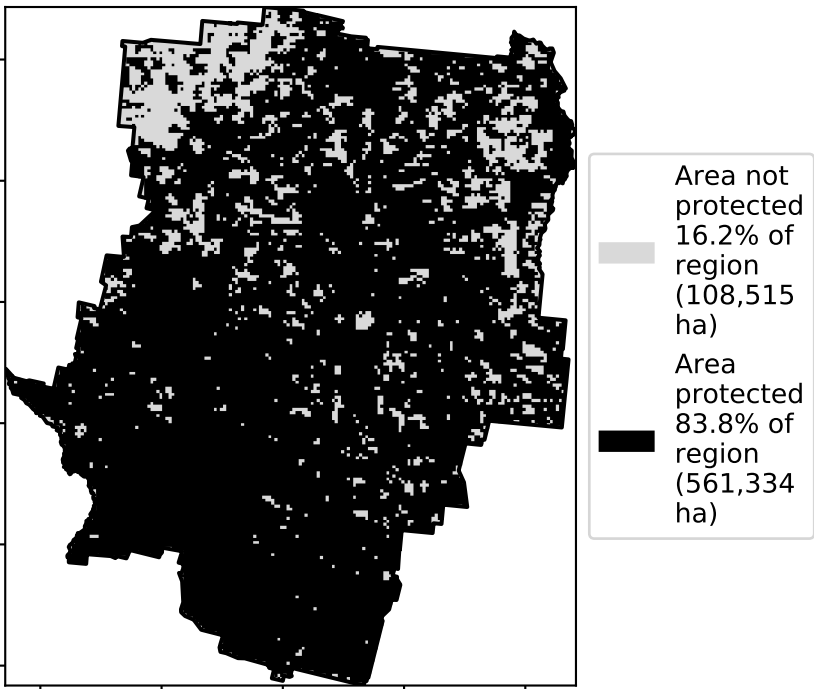 Area not
protected
16.2% of
region
(108,515
ha)
Area
protected
83.8% of
region
(561,334
ha)